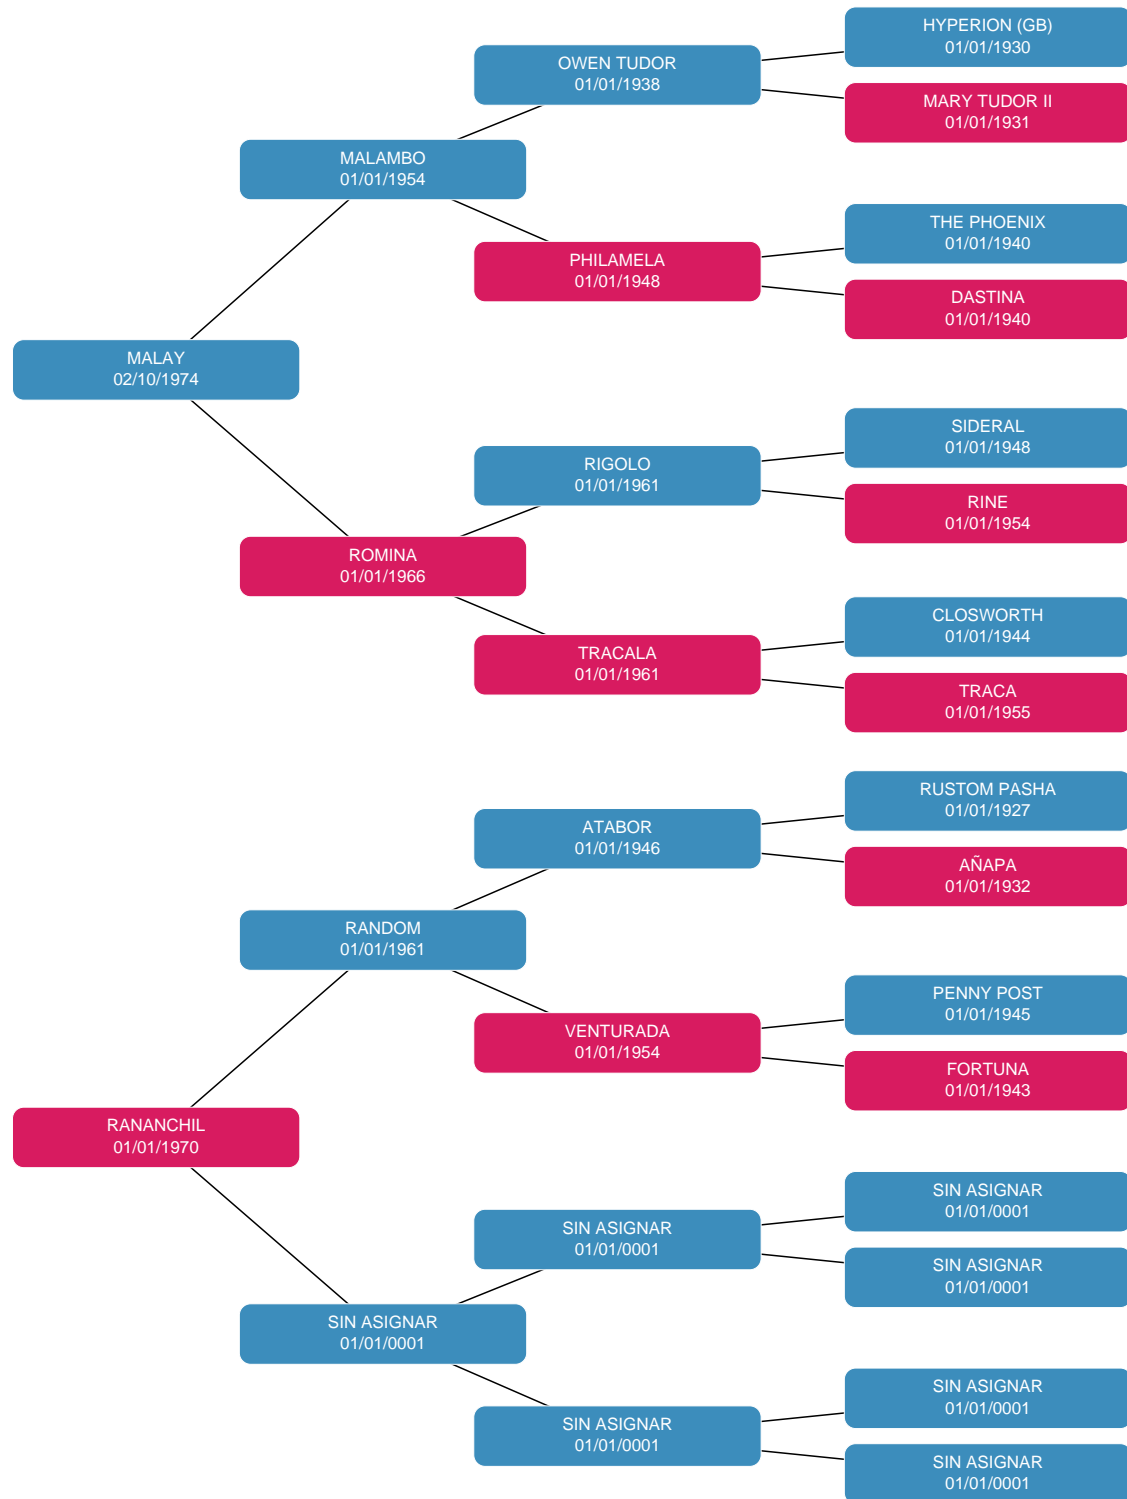 HYPERION (GB)
01/01/1930
OWEN TUDOR
01/01/1938
MARY TUDOR II
01/01/1931
MALAMBO
01/01/1954
THE PHOENIX
01/01/1940
PHILAMELA
01/01/1948
DASTINA
01/01/1940
MALAY
02/10/1974
SIDERAL
01/01/1948
RIGOLO
01/01/1961
RINE
01/01/1954
ROMINA
01/01/1966
CLOSWORTH
01/01/1944
TRACALA
01/01/1961
TRACA
01/01/1955
RUSTOM PASHA
01/01/1927
ATABOR
01/01/1946
AÑAPA
01/01/1932
RANDOM
01/01/1961
PENNY POST
01/01/1945
VENTURADA
01/01/1954
FORTUNA
01/01/1943
RANANCHIL
01/01/1970
SIN ASIGNAR
01/01/0001
SIN ASIGNAR
01/01/0001
SIN ASIGNAR
01/01/0001
SIN ASIGNAR
01/01/0001
SIN ASIGNAR
01/01/0001
SIN ASIGNAR
01/01/0001
SIN ASIGNAR
01/01/0001